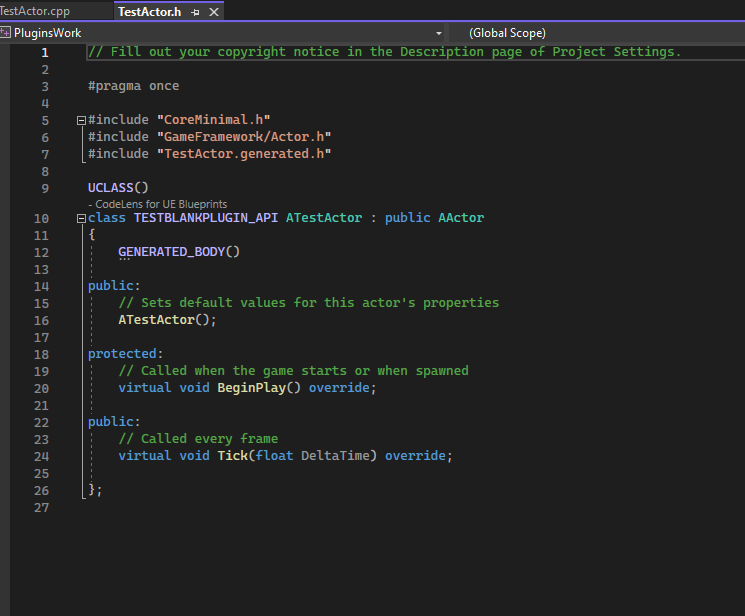 TestActor.cpp
TestActor.h
PluginsWork
(Global Scope)
1 // Fill out your copyright notice in the Description page of Project Settings.
2
3 #pragma once
4
5 #include "CoreMinimal.h"
6 #include "GameFramework/Actor.h"
7 #include "TestActor.generated.h"
8
9 UCLASS()
- CodeLens for UE Blueprints
10 class TESTBLANKPLUGIN_API ATestActor : public AActor
11 {
12 GENERATED_BODY()
13
14 public:
15 // Sets default values for this actor's properties
16 ATestActor();
17
18 protected:
19 // Called when the game starts or when spawned
20 virtual void BeginPlay() override;
21
22 public:
23 // Called every frame
24 virtual void Tick(float DeltaTime) override;
25
26 };
27